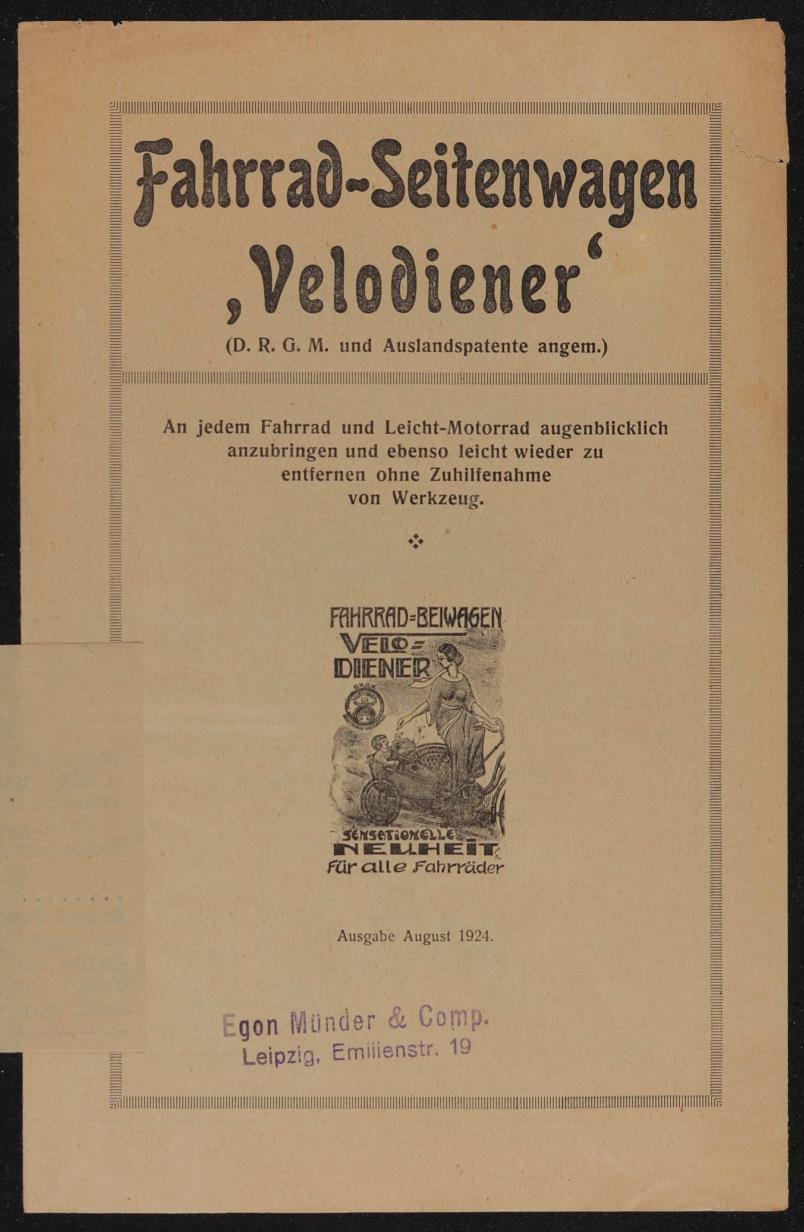 Fahrrad-Seitenwagen
‚Velodiener‘
(D. R. G. M. und Auslandspatente angem.)
An jedem Fahrrad und Leicht-Motorrad augenblicklich
anzubringen und ebenso leicht wieder zu
entfernen ohne Zuhilfenahme
von Werkzeug.
FAHRRAD=BEIWAGEN
VELO=
DIENER
SENSATIONELLE
NEUHEIT
Für alle Fahrräder
Ausgabe August 1924.
Egon Münder & Comp.
Leipzig, Emilienstr. 19